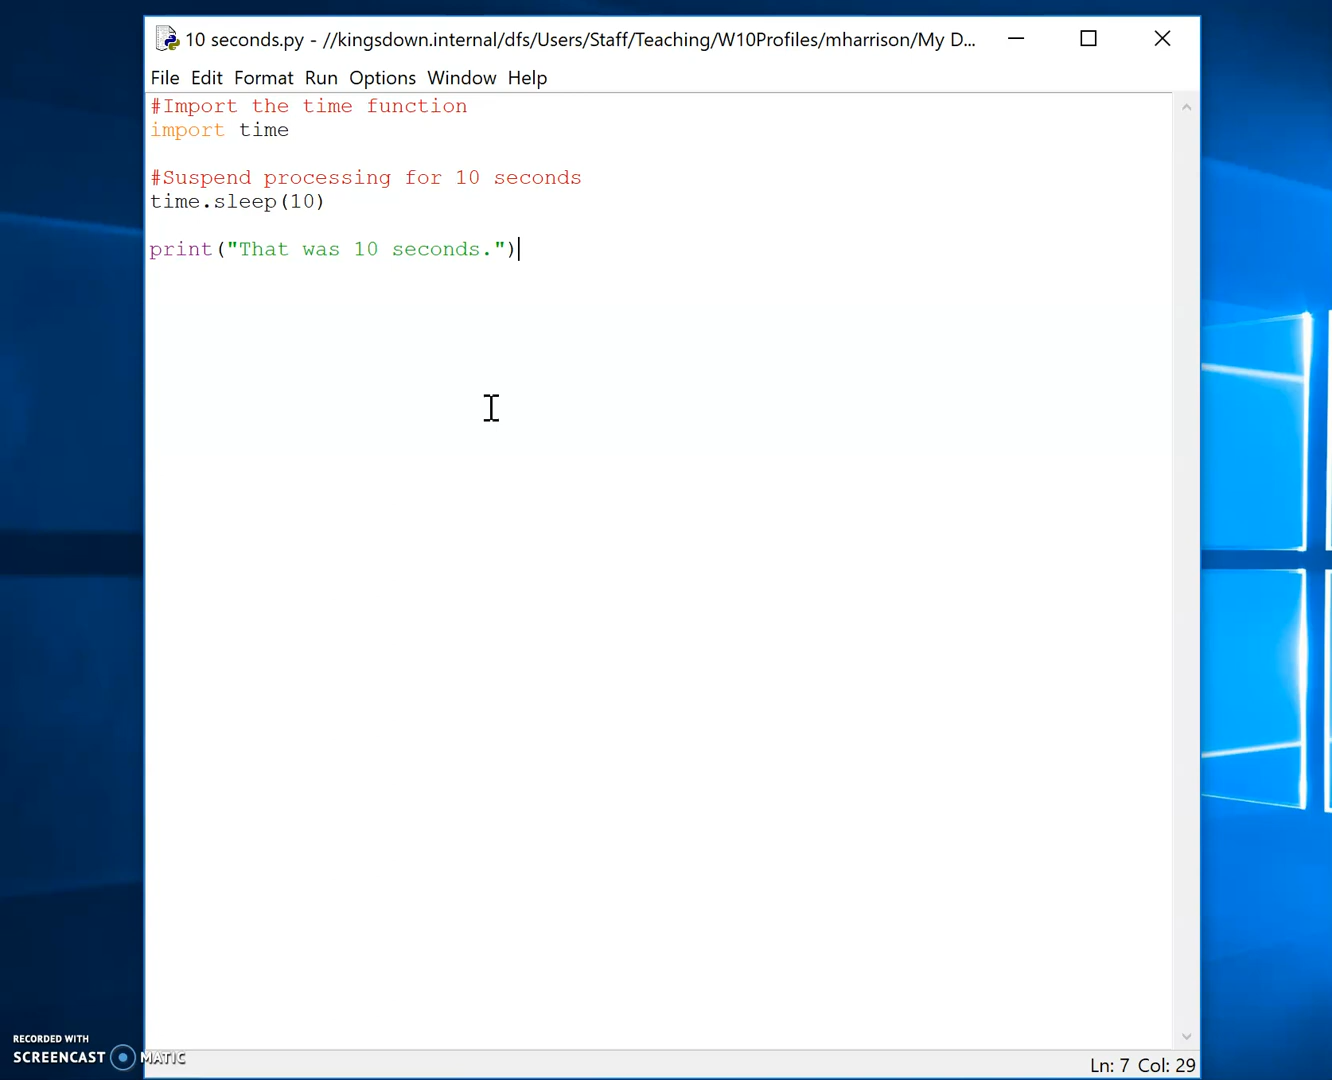 10 seconds.py - //kingsdown.internal/dfs/Users/Staff/Teaching/W10Profiles/mharrison/My D...
File Edit Format Run Options Window Help
#Import the time function
import time
#Suspend processing for 10 seconds
time.sleep(10)
print("That was 10 seconds.")
RECORDED WITH
SCREENCAST MATIC
Ln: 7 Col: 29